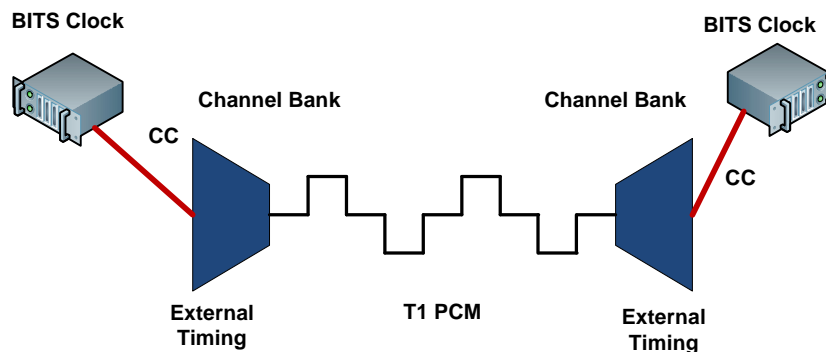 BITS Clock
BITS Clock
Channel Bank
Channel Bank
CC
CC
External
Timing
T1 PCM
External
Timing